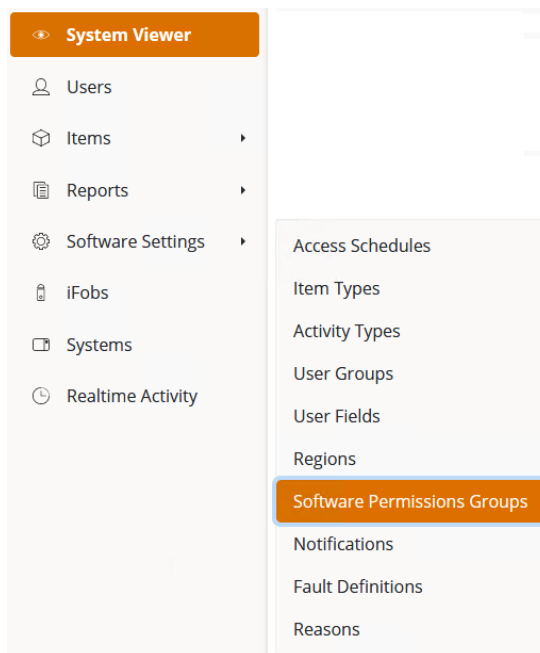 System Viewer
Users
Items
Reports
Software Settings
iFobs
Systems
Realtime Activity
Access Schedules
Item Types
Activity Types
User Groups
User Fields
Regions
Software Permissions Groups
Notifications
Fault Definitions
Reasons